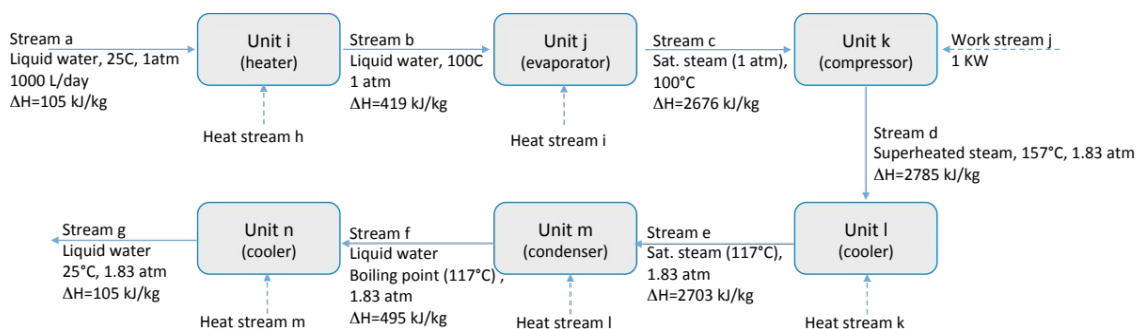 Stream a
Liquid water, 25C, 1atm
1000 L/day
ΔH=105 kJ/kg
Unit i
(heater)
Heat stream h
Stream b
Liquid water, 100C
1 atm
ΔH=419 kJ/kg
Unit j
(evaporator)
Heat stream i
Stream c
Sat. steam (1 atm),
100°C
ΔH=2676 kJ/kg
Unit k
(compressor)
Work stream j
1 KW
Stream d
Superheated steam, 157°C, 1.83 atm
ΔH=2785 kJ/kg
Unit l
(cooler)
Heat stream k
Stream e
Sat. steam (117°C),
1.83 atm
ΔH=2703 kJ/kg
Unit m
(condenser)
Heat stream l
Stream f
Liquid water
Boiling point (117°C) ,
1.83 atm
ΔH=495 kJ/kg
Unit n
(cooler)
Heat stream m
Stream g
Liquid water
25°C, 1.83 atm
ΔH=105 kJ/kg